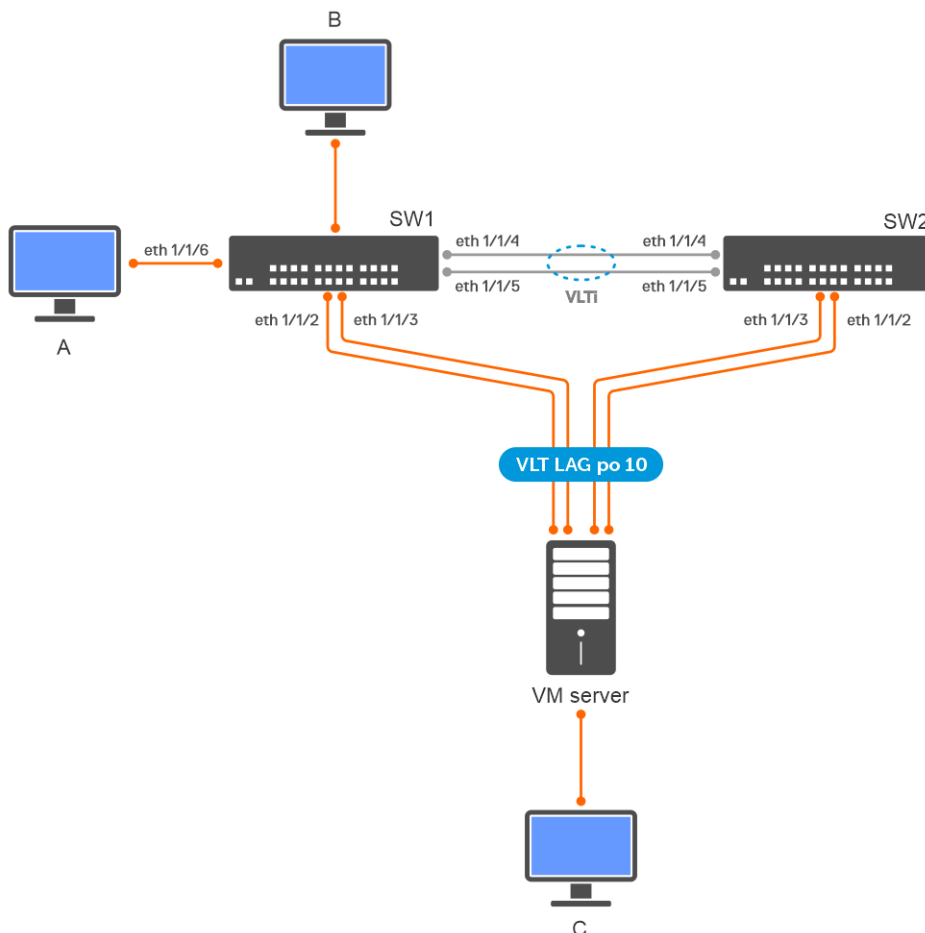 B
SW1
SW2
eth 1/1/6
eth 1/1/4
eth 1/1/4
eth 1/1/5
eth 1/1/5
VLTi
A
eth 1/1/2
eth 1/1/3
eth 1/1/3
eth 1/1/2
VLT LAG po 10
VM server
C